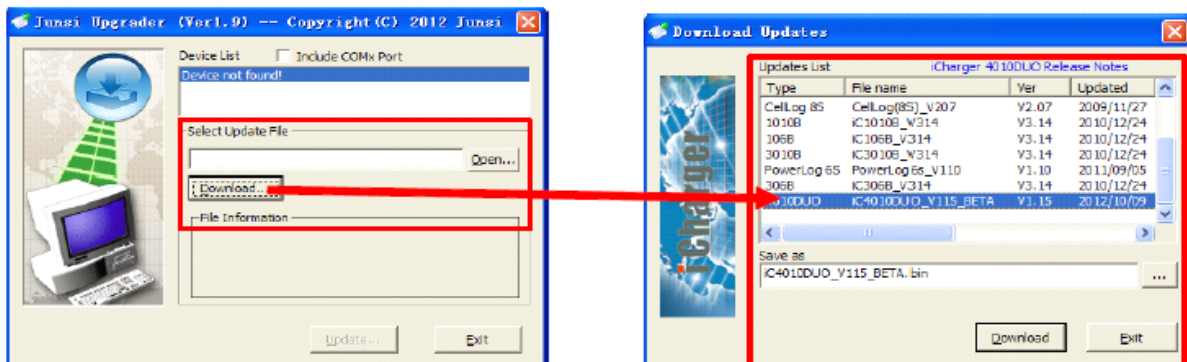 Junsi Upgrader (Ver1.9) -- Copyright(C) 2012 Junsi
Device List
Include COMx Port
Device not found!
Select Update File
Open...
Download...
File Information
Update...
Exit
Download Updates
iCharger
Updates List iCharger 4010DUO Release Notes
Type File name Ver Updated
CellLog 8S CellLog(8S)_V207 V2.07 2009/11/27
1010B iC1010B_V314 V3.14 2010/12/24
106B iC106B_V314 V3.14 2010/12/24
3010B iC3010B_V314 V3.14 2010/12/24
PowerLog 6S PowerLog6s_V110 V1.10 2011/09/05
306B iC306B_V314 V3.14 2010/12/24
4010DUO iC4010DUO_V115_BETA V1.15 2012/10/09
Save as
iC4010DUO_V115_BETA.bin
...
Download
Exit